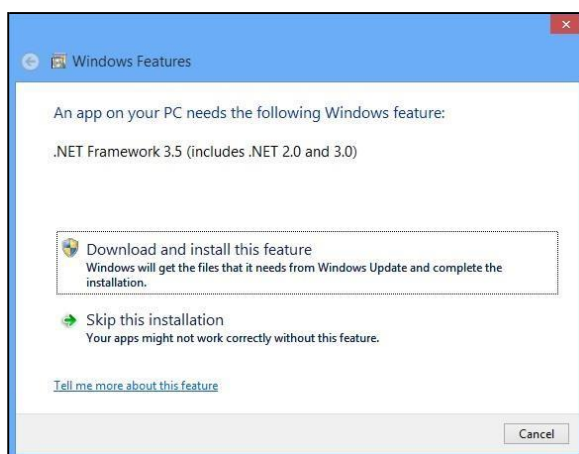 Windows Features
An app on your PC needs the following Windows feature:
.NET Framework 3.5 (includes .NET 2.0 and 3.0)
Download and install this feature
Windows will get the files that it needs from Windows Update and complete the
installation.
Skip this installation
Your apps might not work correctly without this feature.
Tell me more about this feature
Cancel